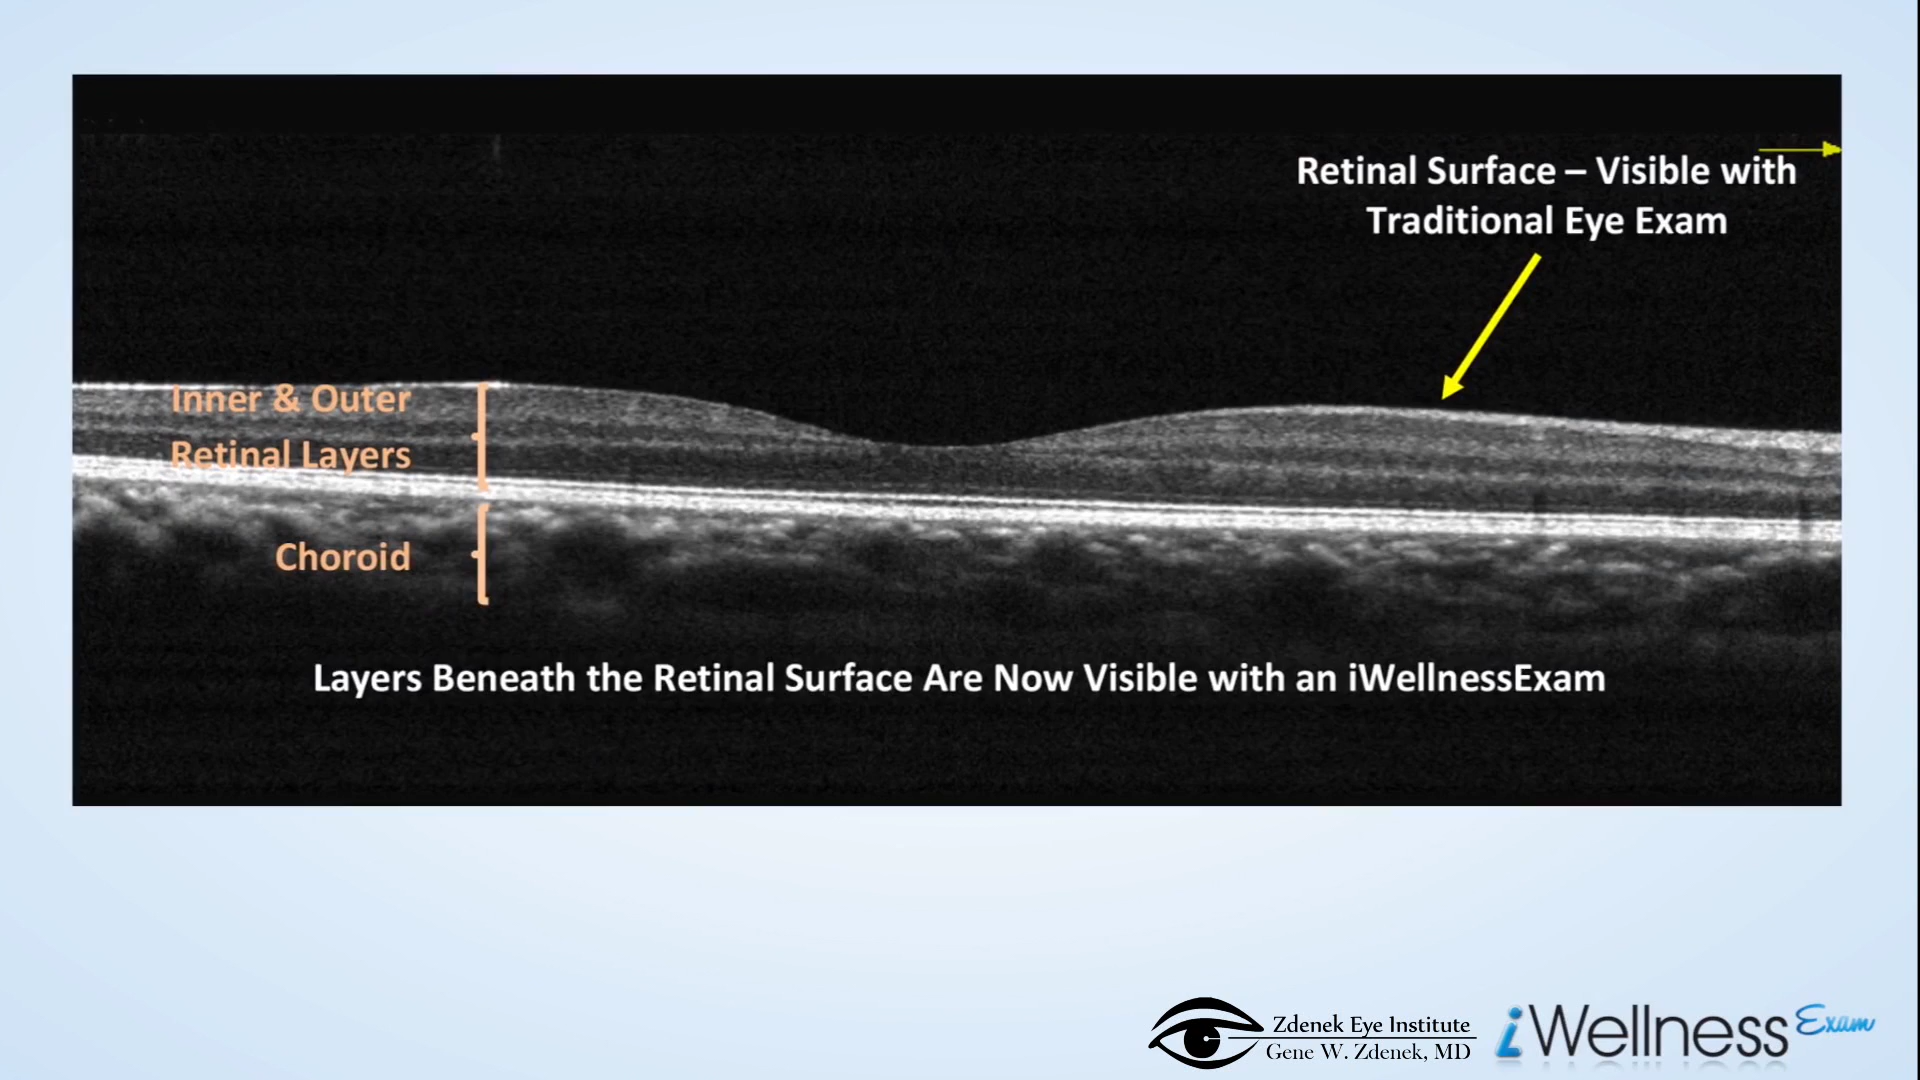 Retinal Surface – Visible with
Traditional Eye Exam
Inner & Outer
Retinal Layers
Choroid
Layers Beneath the Retinal Surface Are Now Visible with an iWellnessExam
Zdenek Eye Institute
Gene W. Zdenek, MD
iWellness Exam